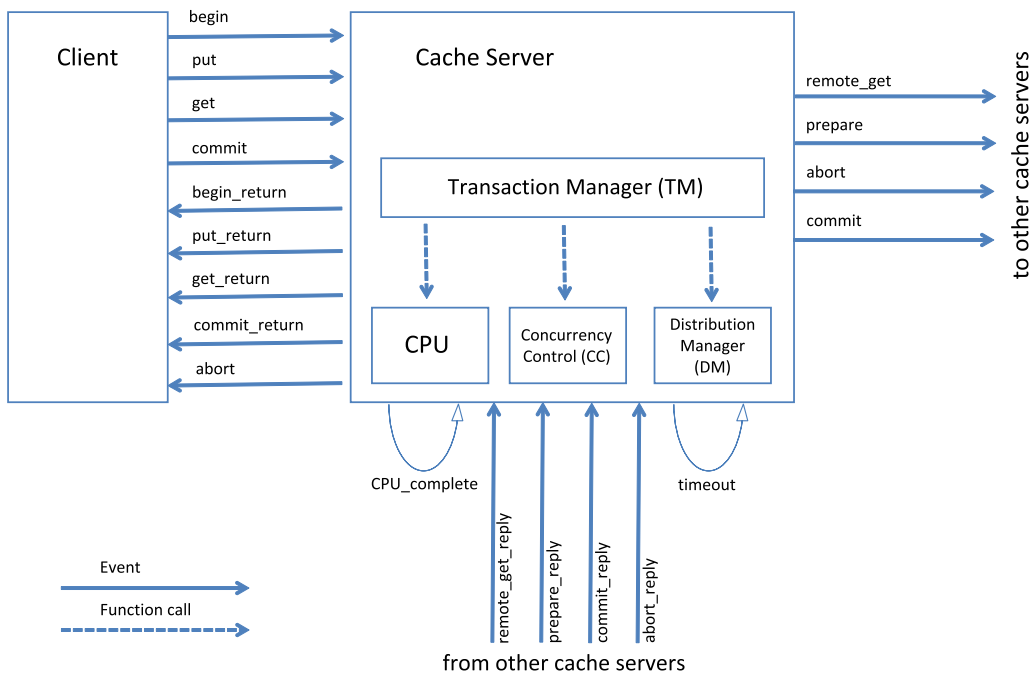 Client
begin
put
get
commit
begin_return
put_return
get_return
commit_return
abort
Cache Server
Transaction Manager (TM)
CPU
Concurrency
Control (CC)
Distribution
Manager
(DM)
remote_get
prepare
abort
commit
to other cache servers
CPU_complete
timeout
remote_get_reply
prepare_reply
commit_reply
abort_reply
from other cache servers
Event
Function call